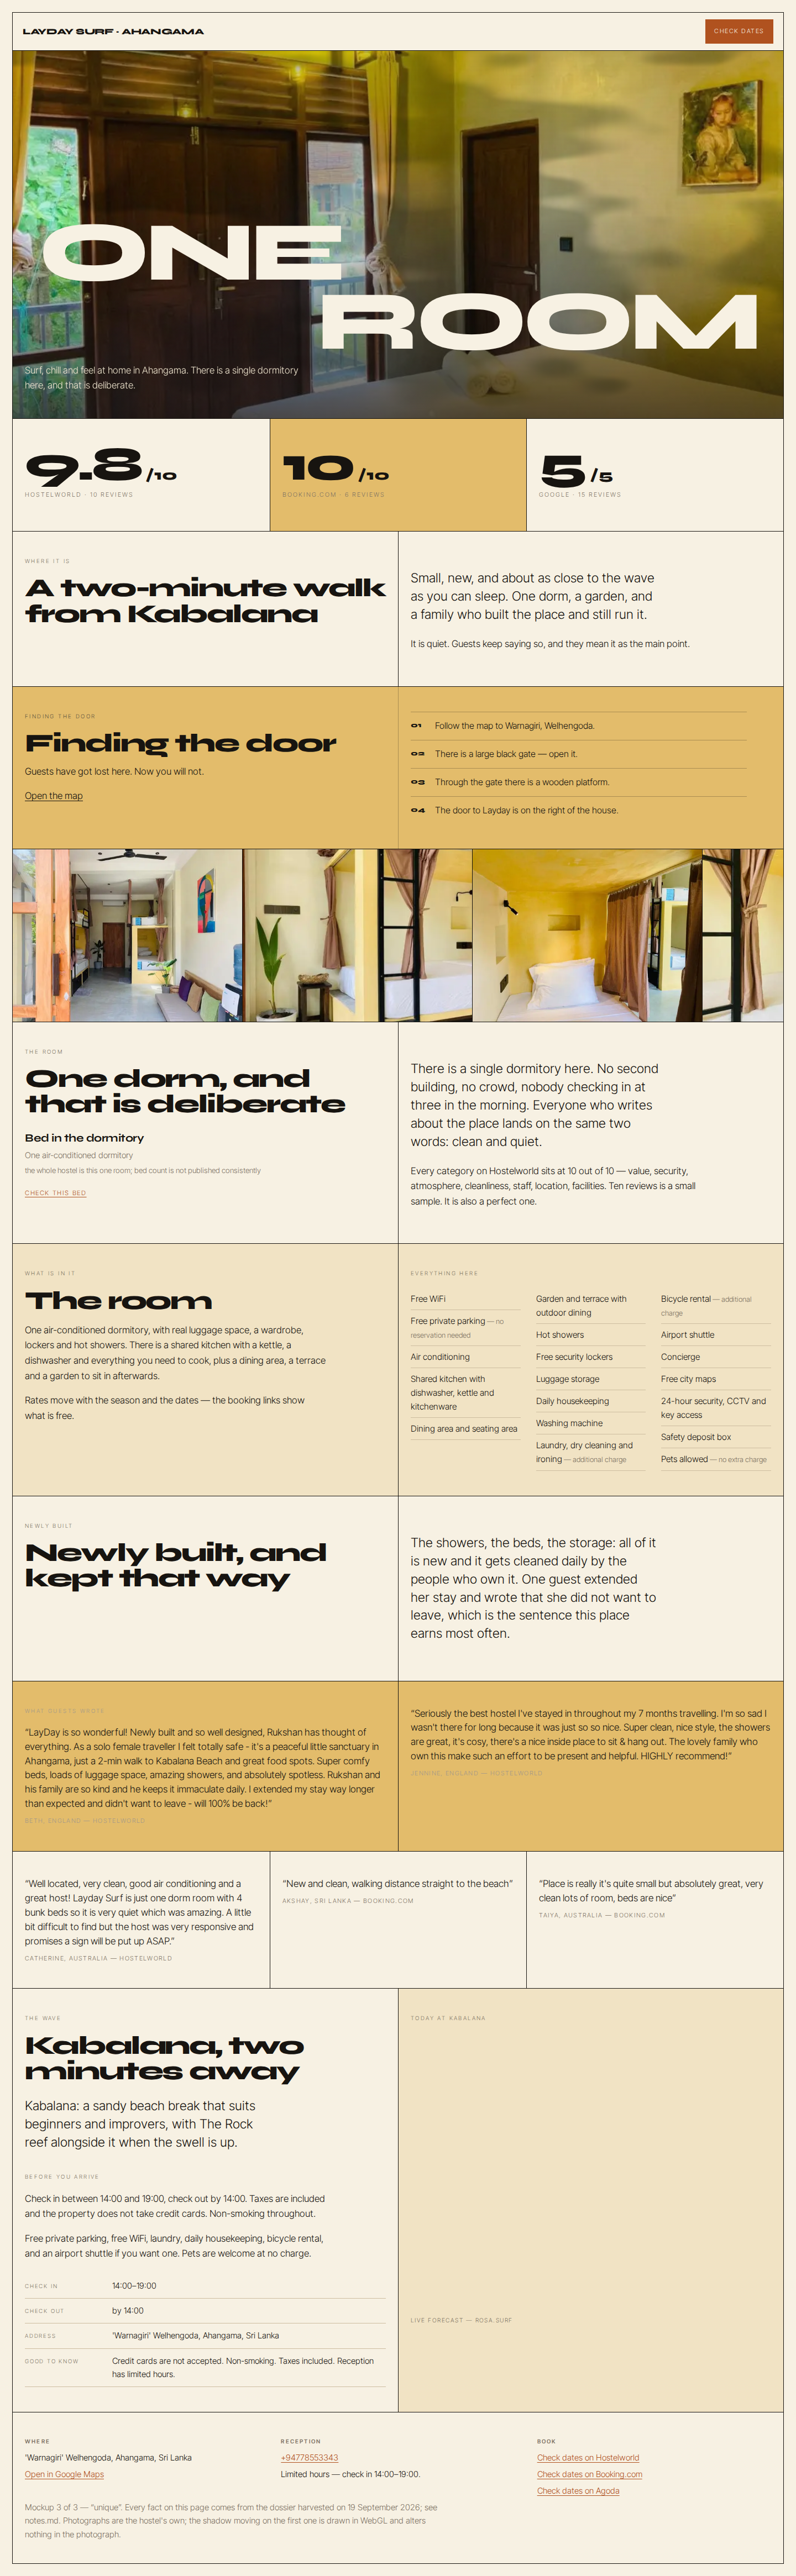 LAYDAY SURF · AHANGAMA
CHECK DATES
ONE
ROOM
Surf, chill and feel at home in Ahangama. There is a single dormitory
here, and that is deliberate.
9.8/10
HOSTELWORLD · 10 REVIEWS
10/10
BOOKING.COM · 6 REVIEWS
5/5
GOOGLE · 15 REVIEWS
WHERE IT IS
A two-minute walk
from Kabalana
Small, new, and about as close to the wave
as you can sleep. One dorm, a garden, and
a family who built the place and still run it.
It is quiet. Guests keep saying so, and they mean it as the main point.
FINDING THE DOOR
Finding the door
Guests have got lost here. Now you will not.
Open the map
01 Follow the map to Warnagiri, Welhengoda.
02 There is a large black gate — open it.
03 Through the gate there is a wooden platform.
04 The door to Layday is on the right of the house.
THE ROOM
One dorm, and
that is deliberate
Bed in the dormitory
One air-conditioned dormitory
the whole hostel is this one room; bed count is not published consistently
CHECK THIS BED
There is a single dormitory here. No second
building, no crowd, nobody checking in at
three in the morning. Everyone who writes
about the place lands on the same two
words: clean and quiet.
Every category on Hostelworld sits at 10 out of 10 — value, security,
atmosphere, cleanliness, staff, location, facilities. Ten reviews is a small
sample. It is also a perfect one.
WHAT IS IN IT
The room
One air-conditioned dormitory, with real luggage space, a wardrobe,
lockers and hot showers. There is a shared kitchen with a kettle, a
dishwasher and everything you need to cook, plus a dining area, a terrace
and a garden to sit in afterwards.
Rates move with the season and the dates — the booking links show
what is free.
EVERYTHING HERE
Free WiFi
Free private parking — no
reservation needed
Air conditioning
Shared kitchen with
dishwasher, kettle and
kitchenware
Dining area and seating area
Garden and terrace with
outdoor dining
Hot showers
Free security lockers
Luggage storage
Daily housekeeping
Washing machine
Laundry, dry cleaning and
ironing — additional charge
Bicycle rental — additional
charge
Airport shuttle
Concierge
Free city maps
24-hour security, CCTV and
key access
Safety deposit box
Pets allowed — no extra charge
NEWLY BUILT
Newly built, and
kept that way
The showers, the beds, the storage: all of it
is new and it gets cleaned daily by the
people who own it. One guest extended
her stay and wrote that she did not want to
leave, which is the sentence this place
earns most often.
WHAT GUESTS WROTE
“LayDay is so wonderful! Newly built and so well designed, Rukshan has thought of
everything. As a solo female traveller I felt totally safe - it's a peaceful little sanctuary in
Ahangama, just a 2-min walk to Kabalana Beach and great food spots. Super comfy
beds, loads of luggage space, amazing showers, and absolutely spotless. Rukshan and
his family are so kind and he keeps it immaculate daily. I extended my stay way longer
than expected and didn't want to leave - will 100% be back!”
BETH, ENGLAND — HOSTELWORLD
“Seriously the best hostel I've stayed in throughout my 7 months travelling. I'm so sad I
wasn't there for long because it was just so so nice. Super clean, nice style, the showers
are great, it's cosy, there's a nice inside place to sit & hang out. The lovely family who
own this make such an effort to be present and helpful. HIGHLY recommend!”
JENNINE, ENGLAND — HOSTELWORLD
“Well located, very clean, good air conditioning and a
great host! Layday Surf is just one dorm room with 4
bunk beds so it is very quiet which was amazing. A little
bit difficult to find but the host was very responsive and
promises a sign will be put up ASAP.”
CATHERINE, AUSTRALIA — HOSTELWORLD
“New and clean, walking distance straight to the beach”
AKSHAY, SRI LANKA — BOOKING.COM
“Place is really it's quite small but absolutely great, very
clean lots of room, beds are nice”
TAIYA, AUSTRALIA — BOOKING.COM
THE WAVE
Kabalana, two
minutes away
Kabalana: a sandy beach break that suits
beginners and improvers, with The Rock
reef alongside it when the swell is up.
BEFORE YOU ARRIVE
Check in between 14:00 and 19:00, check out by 14:00. Taxes are included
and the property does not take credit cards. Non-smoking throughout.
Free private parking, free WiFi, laundry, daily housekeeping, bicycle rental,
and an airport shuttle if you want one. Pets are welcome at no charge.
CHECK IN 14:00–19:00
CHECK OUT by 14:00
ADDRESS 'Warnagiri' Welhengoda, Ahangama, Sri Lanka
GOOD TO KNOW Credit cards are not accepted. Non-smoking. Taxes included. Reception
has limited hours.
TODAY AT KABALANA
LIVE FORECAST — ROSA.SURF
WHERE
'Warnagiri' Welhengoda, Ahangama, Sri Lanka
Open in Google Maps
RECEPTION
+94778553343
Limited hours — check in 14:00–19:00.
BOOK
Check dates on Hostelworld
Check dates on Booking.com
Check dates on Agoda
Mockup 3 of 3 — “unique”. Every fact on this page comes from the dossier harvested on 19 September 2026; see
notes.md. Photographs are the hostel's own; the shadow moving on the first one is drawn in WebGL and alters
nothing in the photograph.